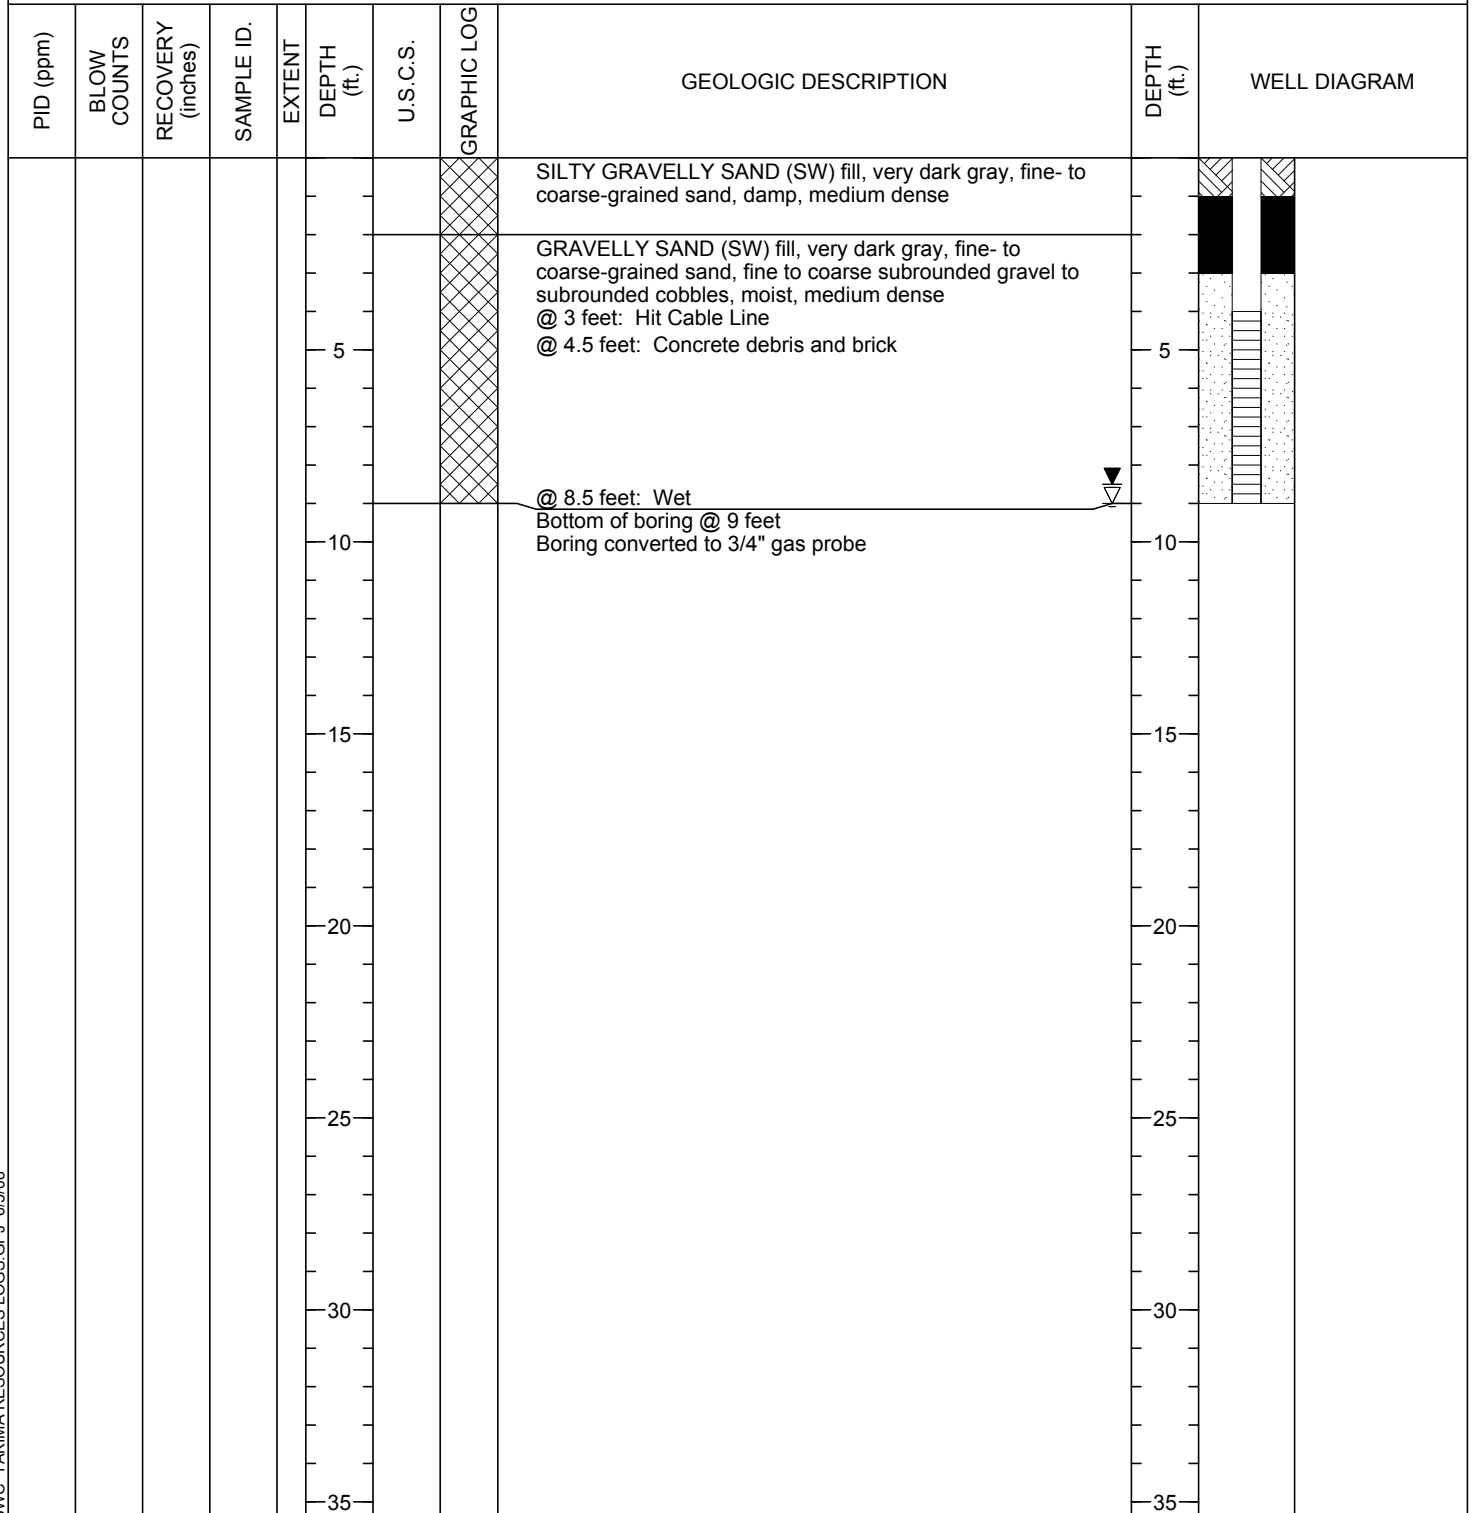 PID (ppm)
BLOW
COUNTS
RECOVERY
(inches)
SAMPLE ID.
EXTENT
DEPTH
(ft.)
U.S.C.S.
GRAPHIC LOG
GEOLOGIC DESCRIPTION
DEPTH
(ft.)
WELL DIAGRAM
SILTY GRAVELLY SAND (SW) fill, very dark gray, fine- to
coarse-grained sand, damp, medium dense
GRAVELLY SAND (SW) fill, very dark gray, fine- to
coarse-grained sand, fine to coarse subrounded gravel to
subrounded cobbles, moist, medium dense
@ 3 feet: Hit Cable Line
@ 4.5 feet: Concrete debris and brick
5
5
@ 8.5 feet: Wet
Bottom of boring @ 9 feet
Boring converted to 3/4" gas probe
10
10
15
15
20
20
25
25
30
30
35
35
YAKIMA RESOURCES LOGS.GPJ